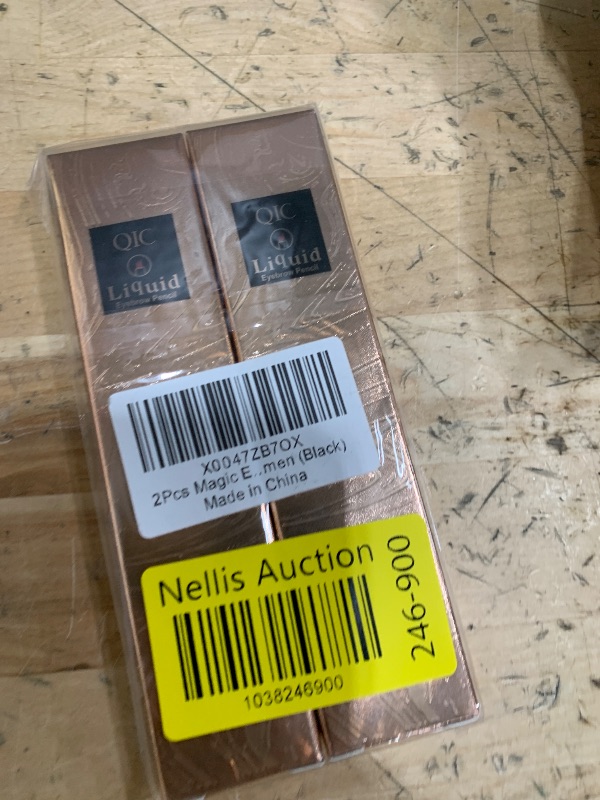 QIC
Liquid
Eyebrow Pencil
QIC
Liquid
Eyebrow Pencil
X0047ZB7OX
2Pcs Magic E...men (Black)
Made in China
Nellis Auction
1038246900
246-900